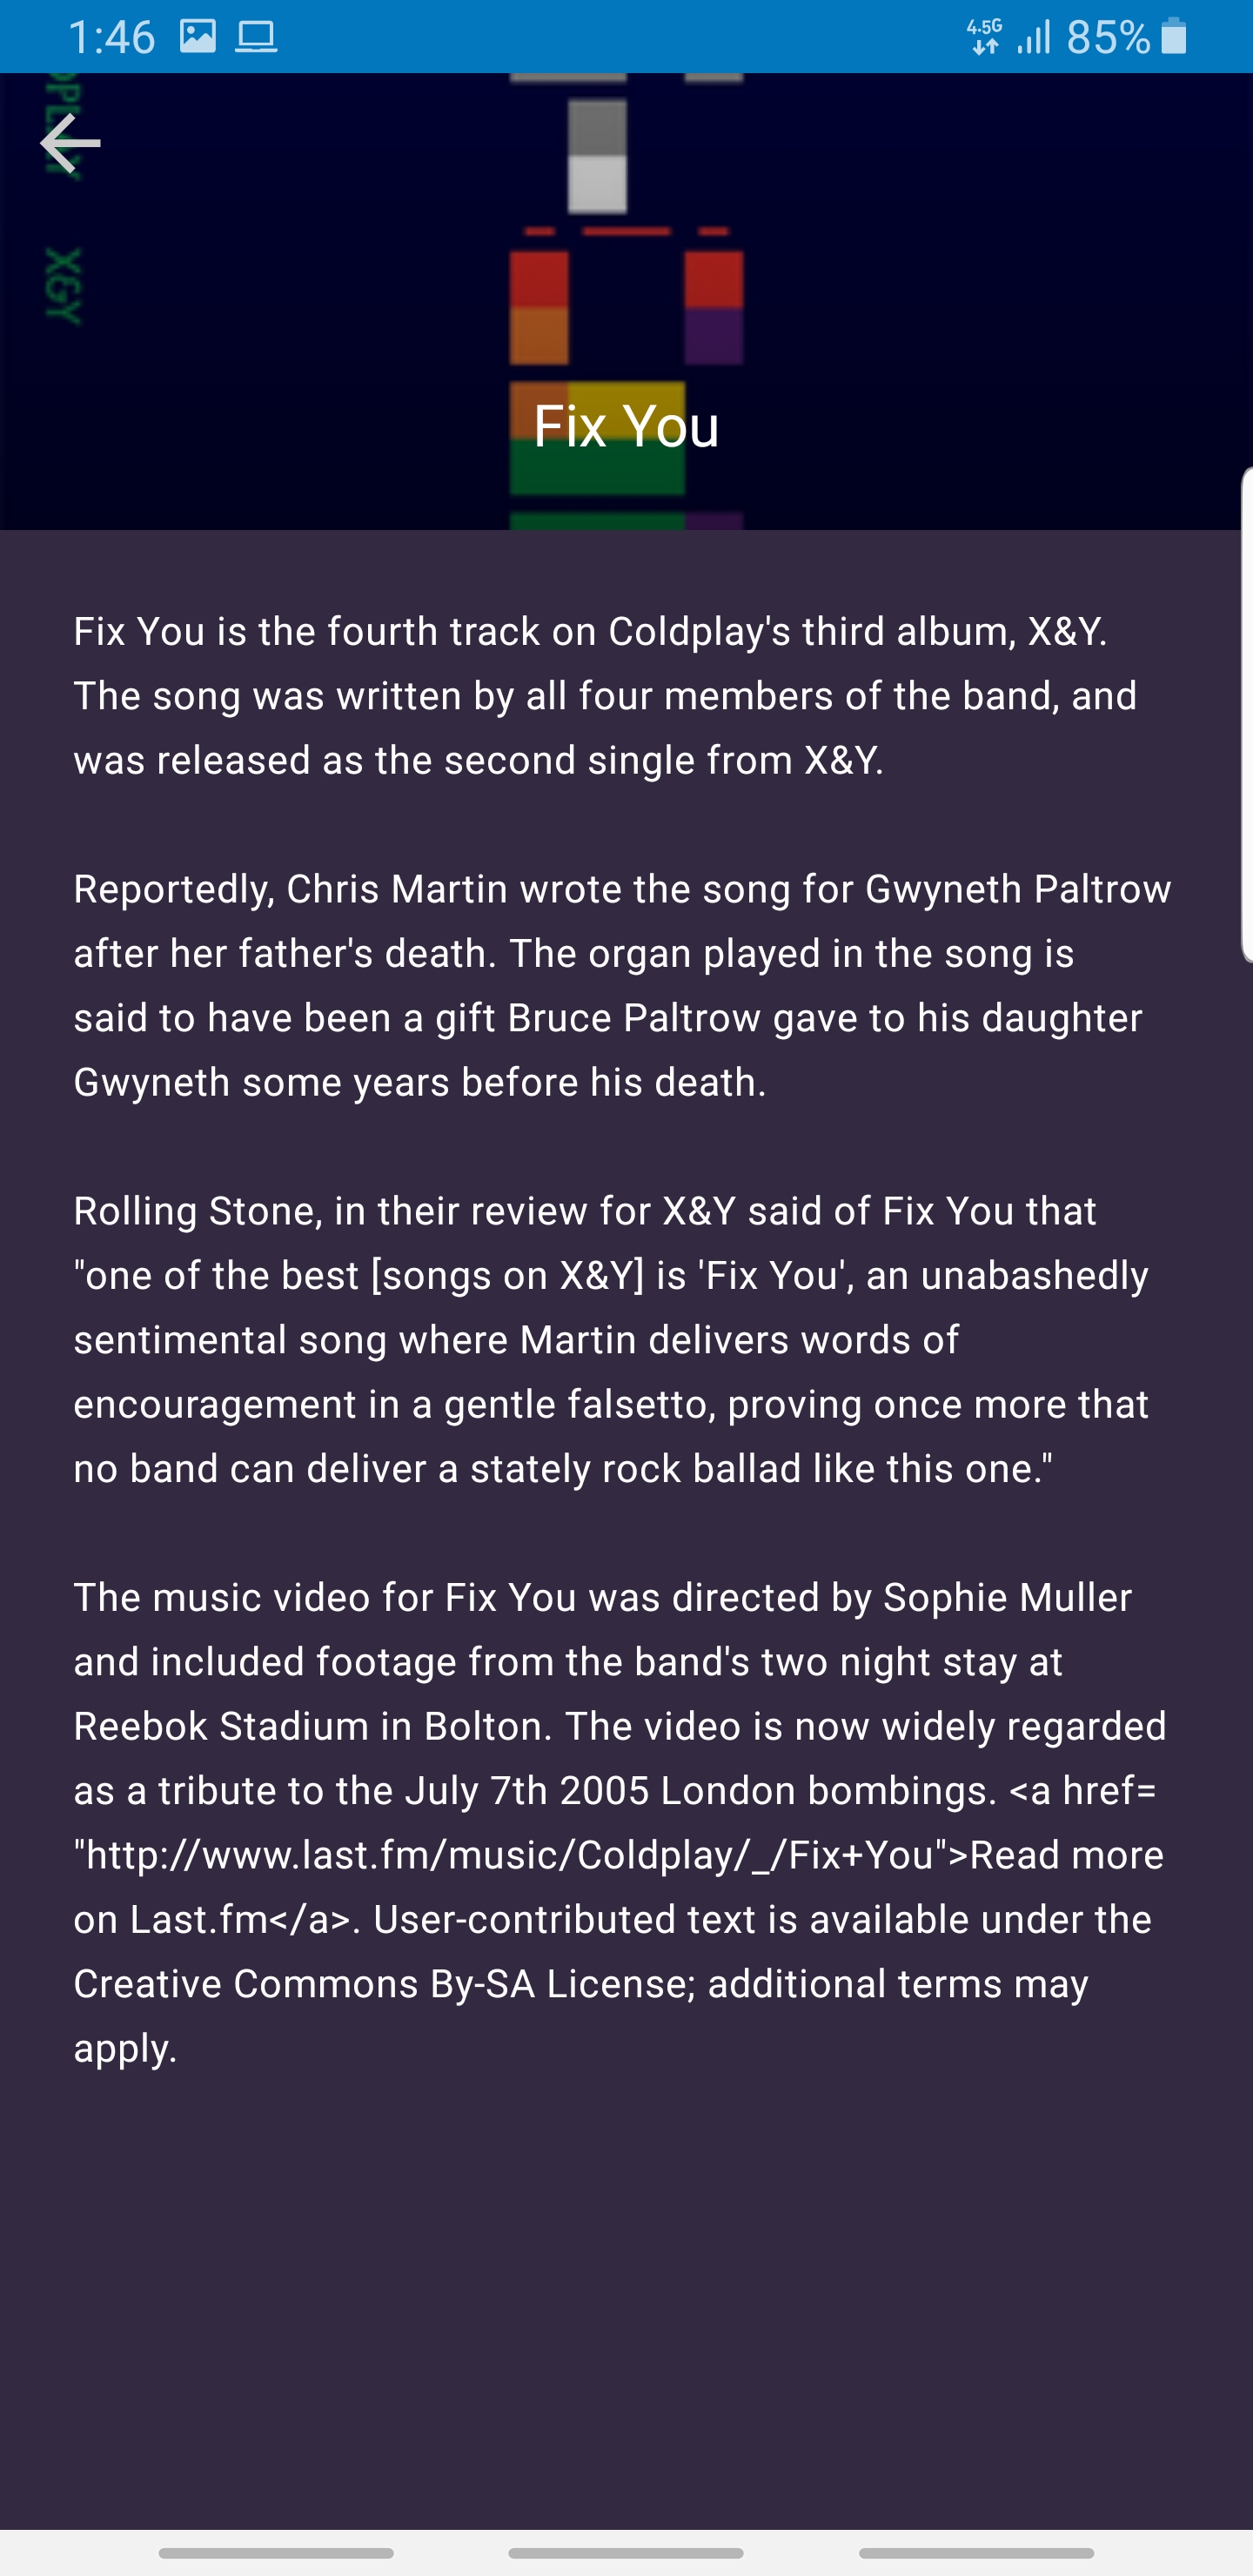 1:46
4.5G
85%
X&Y
Fix You
Fix You is the fourth track on Coldplay's third album, X&Y.
The song was written by all four members of the band, and
was released as the second single from X&Y.
Reportedly, Chris Martin wrote the song for Gwyneth Paltrow
after her father's death. The organ played in the song is
said to have been a gift Bruce Paltrow gave to his daughter
Gwyneth some years before his death.
Rolling Stone, in their review for X&Y said of Fix You that
"one of the best [songs on X&Y] is 'Fix You', an unabashedly
sentimental song where Martin delivers words of
encouragement in a gentle falsetto, proving once more that
no band can deliver a stately rock ballad like this one."
The music video for Fix You was directed by Sophie Muller
and included footage from the band's two night stay at
Reebok Stadium in Bolton. The video is now widely regarded
as a tribute to the July 7th 2005 London bombings. <a href=
"http://www.last.fm/music/Coldplay/_/Fix+You">Read more
on Last.fm</a>. User-contributed text is available under the
Creative Commons By-SA License; additional terms may
apply.